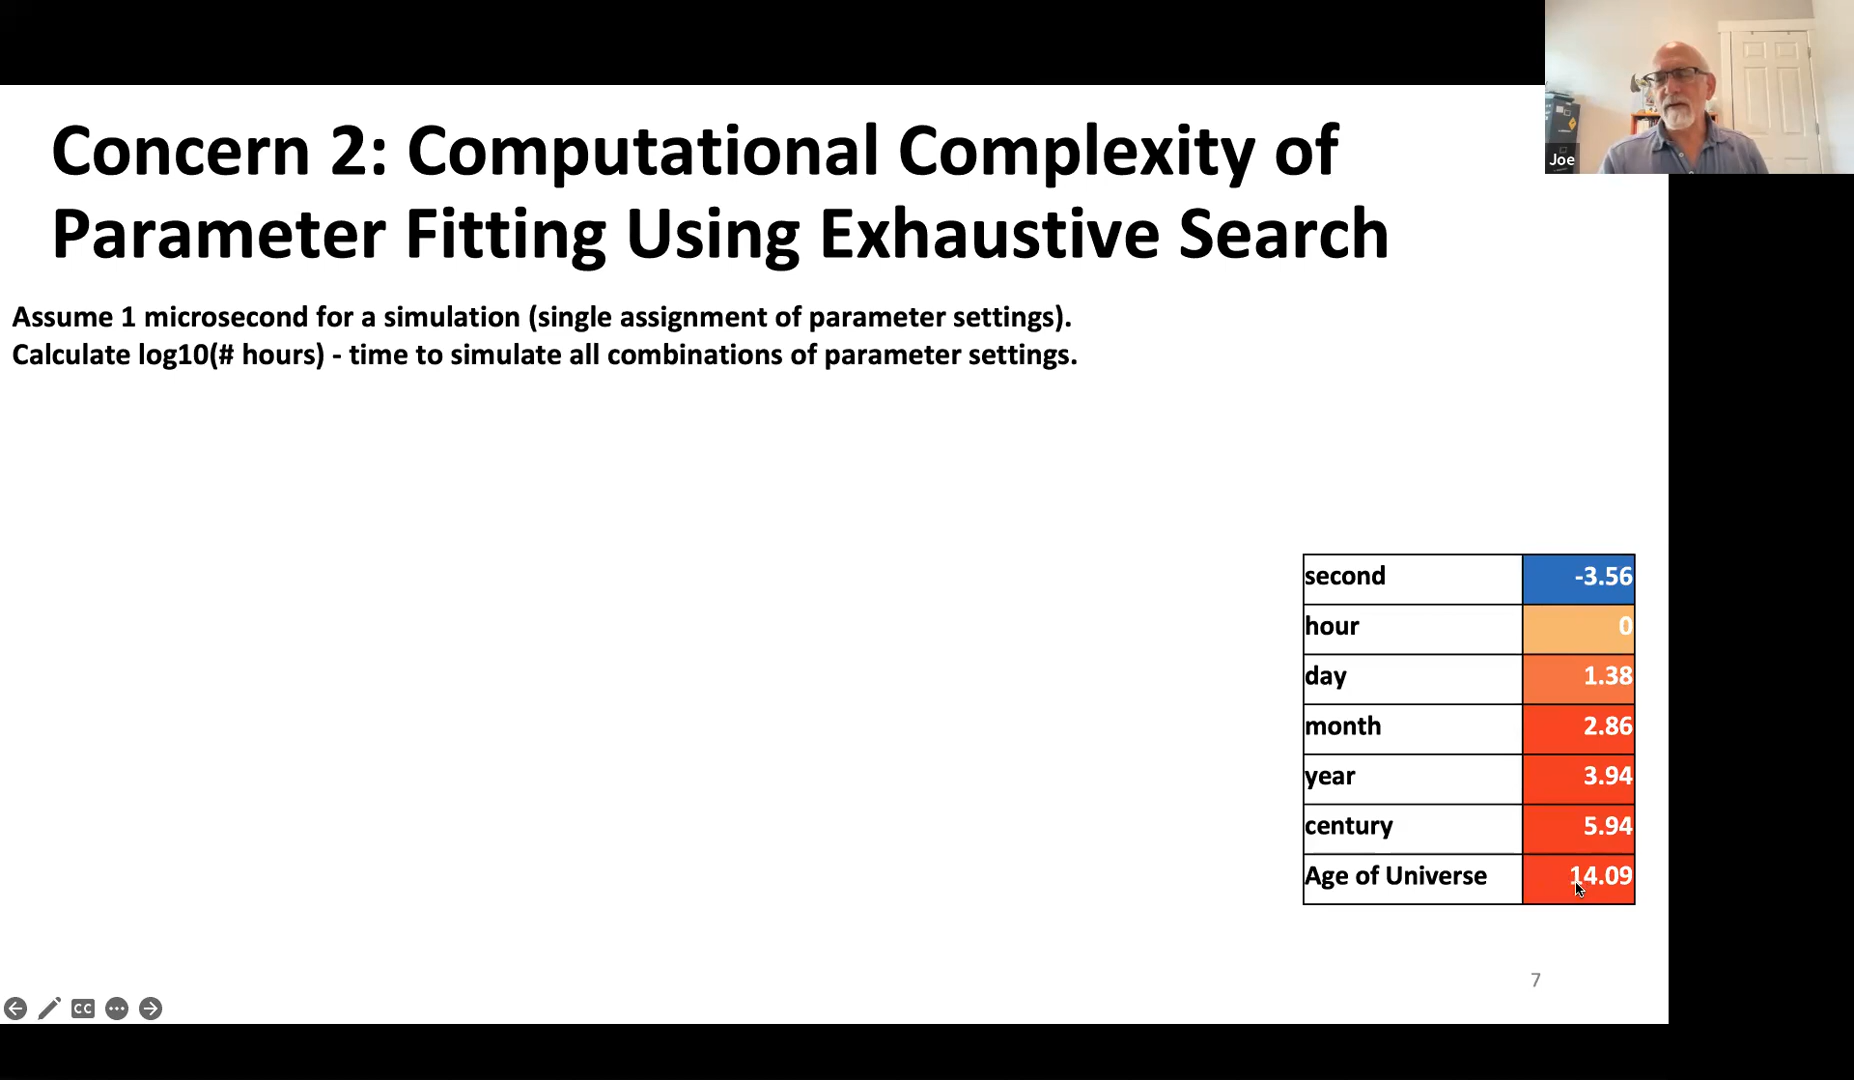 Joe
Concern 2: Computational Complexity of
Parameter Fitting Using Exhaustive Search
Assume 1 microsecond for a simulation (single assignment of parameter settings).
Calculate log10(# hours) - time to simulate all combinations of parameter settings.
second -3.56
hour 0
day 1.38
month 2.86
year 3.94
century 5.94
Age of Universe 14.09
7
CC